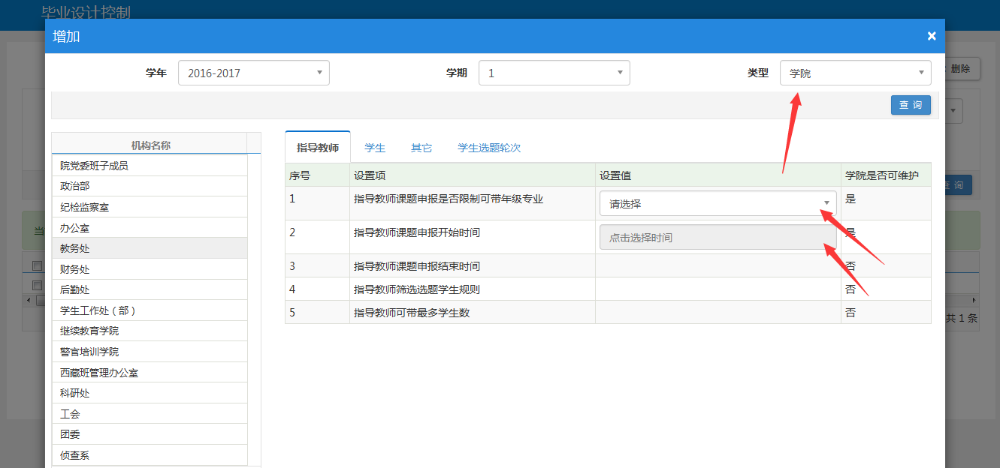 毕业设计控制
增加 ×
学年 2016-2017 学期 1 类型 学院
删除
查 询
机构名称
院党委班子成员
政治部
纪检监察室
办公室
教务处
财务处
后勤处
学生工作处（部）
继续教育学院
警官培训学院
西藏班管理办公室
科研处
工会
团委
侦查系
指导教师 学生 其它 学生选题轮次
序号 设置项 设置值 学院是否可维护
1 指导教师课题申报是否限制可带年级专业 请选择 是
2 指导教师课题申报开始时间 点击选择时间 是
3 指导教师课题申报结束时间 否
4 指导教师筛选选题学生规则 否
5 指导教师可带最多学生数 否
查 询
当
共 1 条